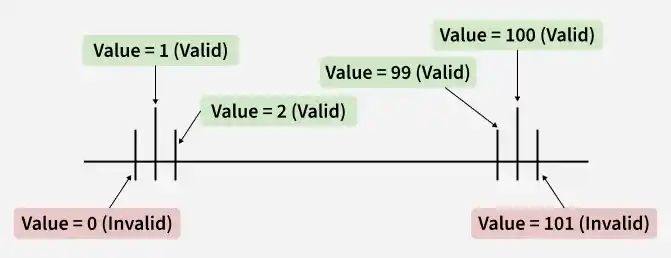 Value = 100 (Valid)
Value = 1 (Valid)
Value = 99 (Valid)
Value = 2 (Valid)
Value = 0 (Invalid)
Value = 101 (Invalid)